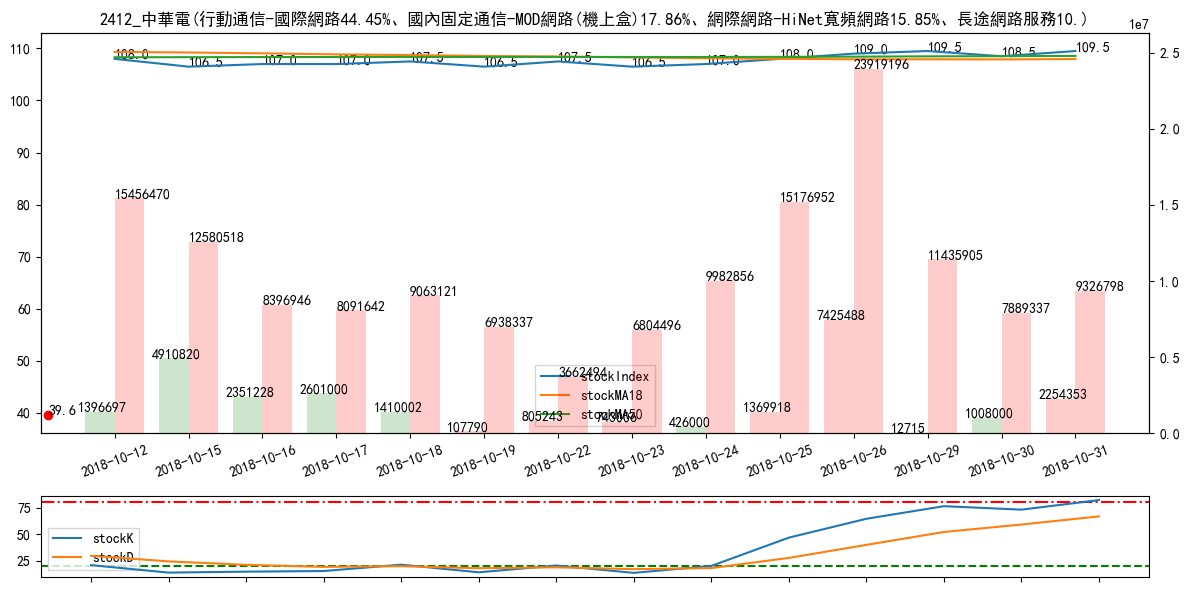 2412_中華電(行動通信-國際網路44.45%、國內固定通信-MOD網路(機上盒)17.86%、網際網路-HiNet寬頻網路15.85%、長途網路服務10.)
1e7
110
100
90
80
70
60
50
40
2.5
2.0
1.5
1.0
0.5
0.0
108.0 106.5 107.0 107.0 107.5 106.5 107.5 106.5 107.0 108.0 109.0 109.5 108.5 109.5
15456470 12580518 8396946 8091642 9063121 6938337 3662494 6804496 9982856 15176952 23919196 11435905 7889337 9326798
39.6
1396697 4910820 2351228 2601000 1410002 107790 805243 426000 1369918 7425488 12715 1008000 2254353
stockIndex
stockMA18
stockMA50
2018-10-12 2018-10-15 2018-10-16 2018-10-17 2018-10-18 2018-10-19 2018-10-22 2018-10-23 2018-10-24 2018-10-25 2018-10-26 2018-10-29 2018-10-30 2018-10-31
75
50
25
stockK
stockD